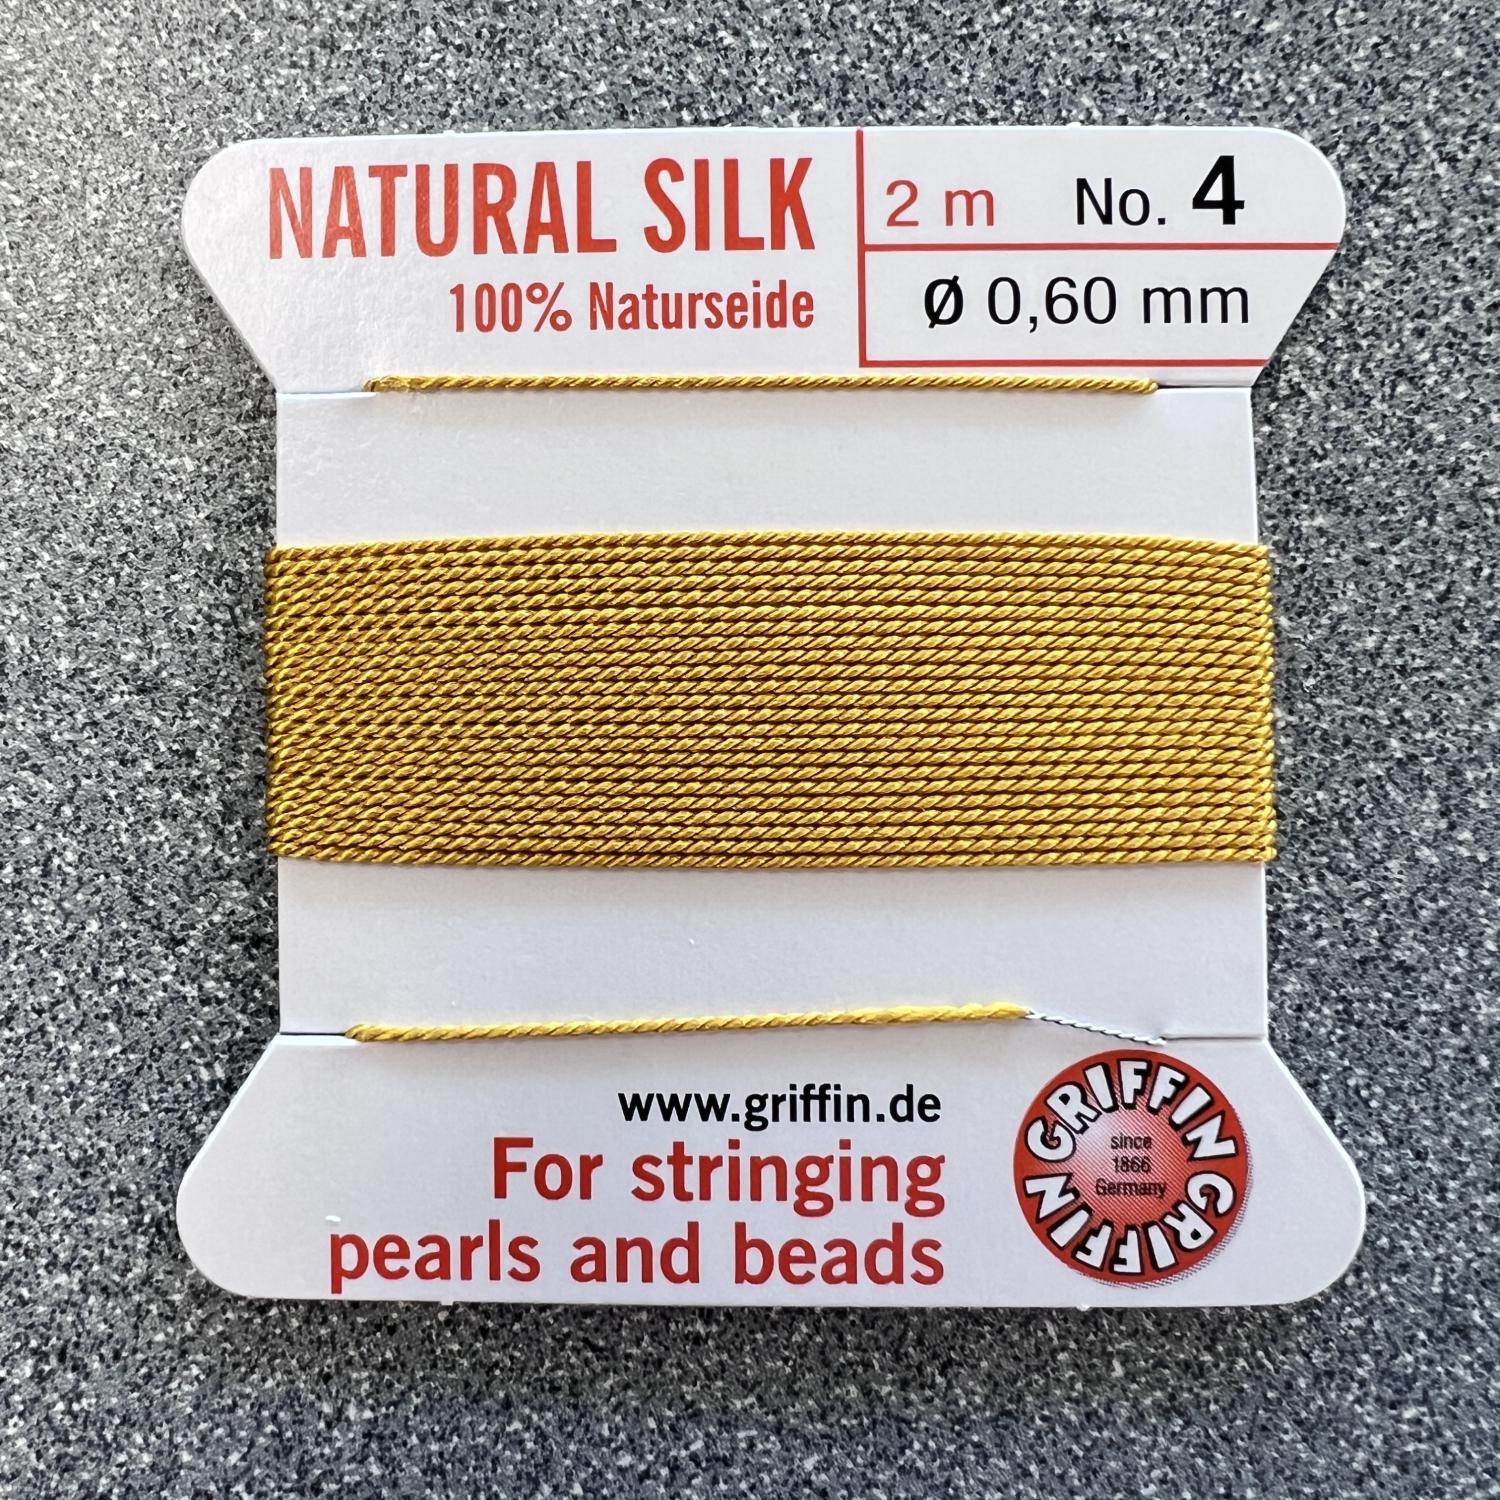 NATURAL SILK
100% Naturseide
2 m No. 4
Ø 0,60 mm
www.griffin.de
For stringing
pearls and beads
GRIFFIN GRIFFIN GRIFFIN
since
1866
Germany